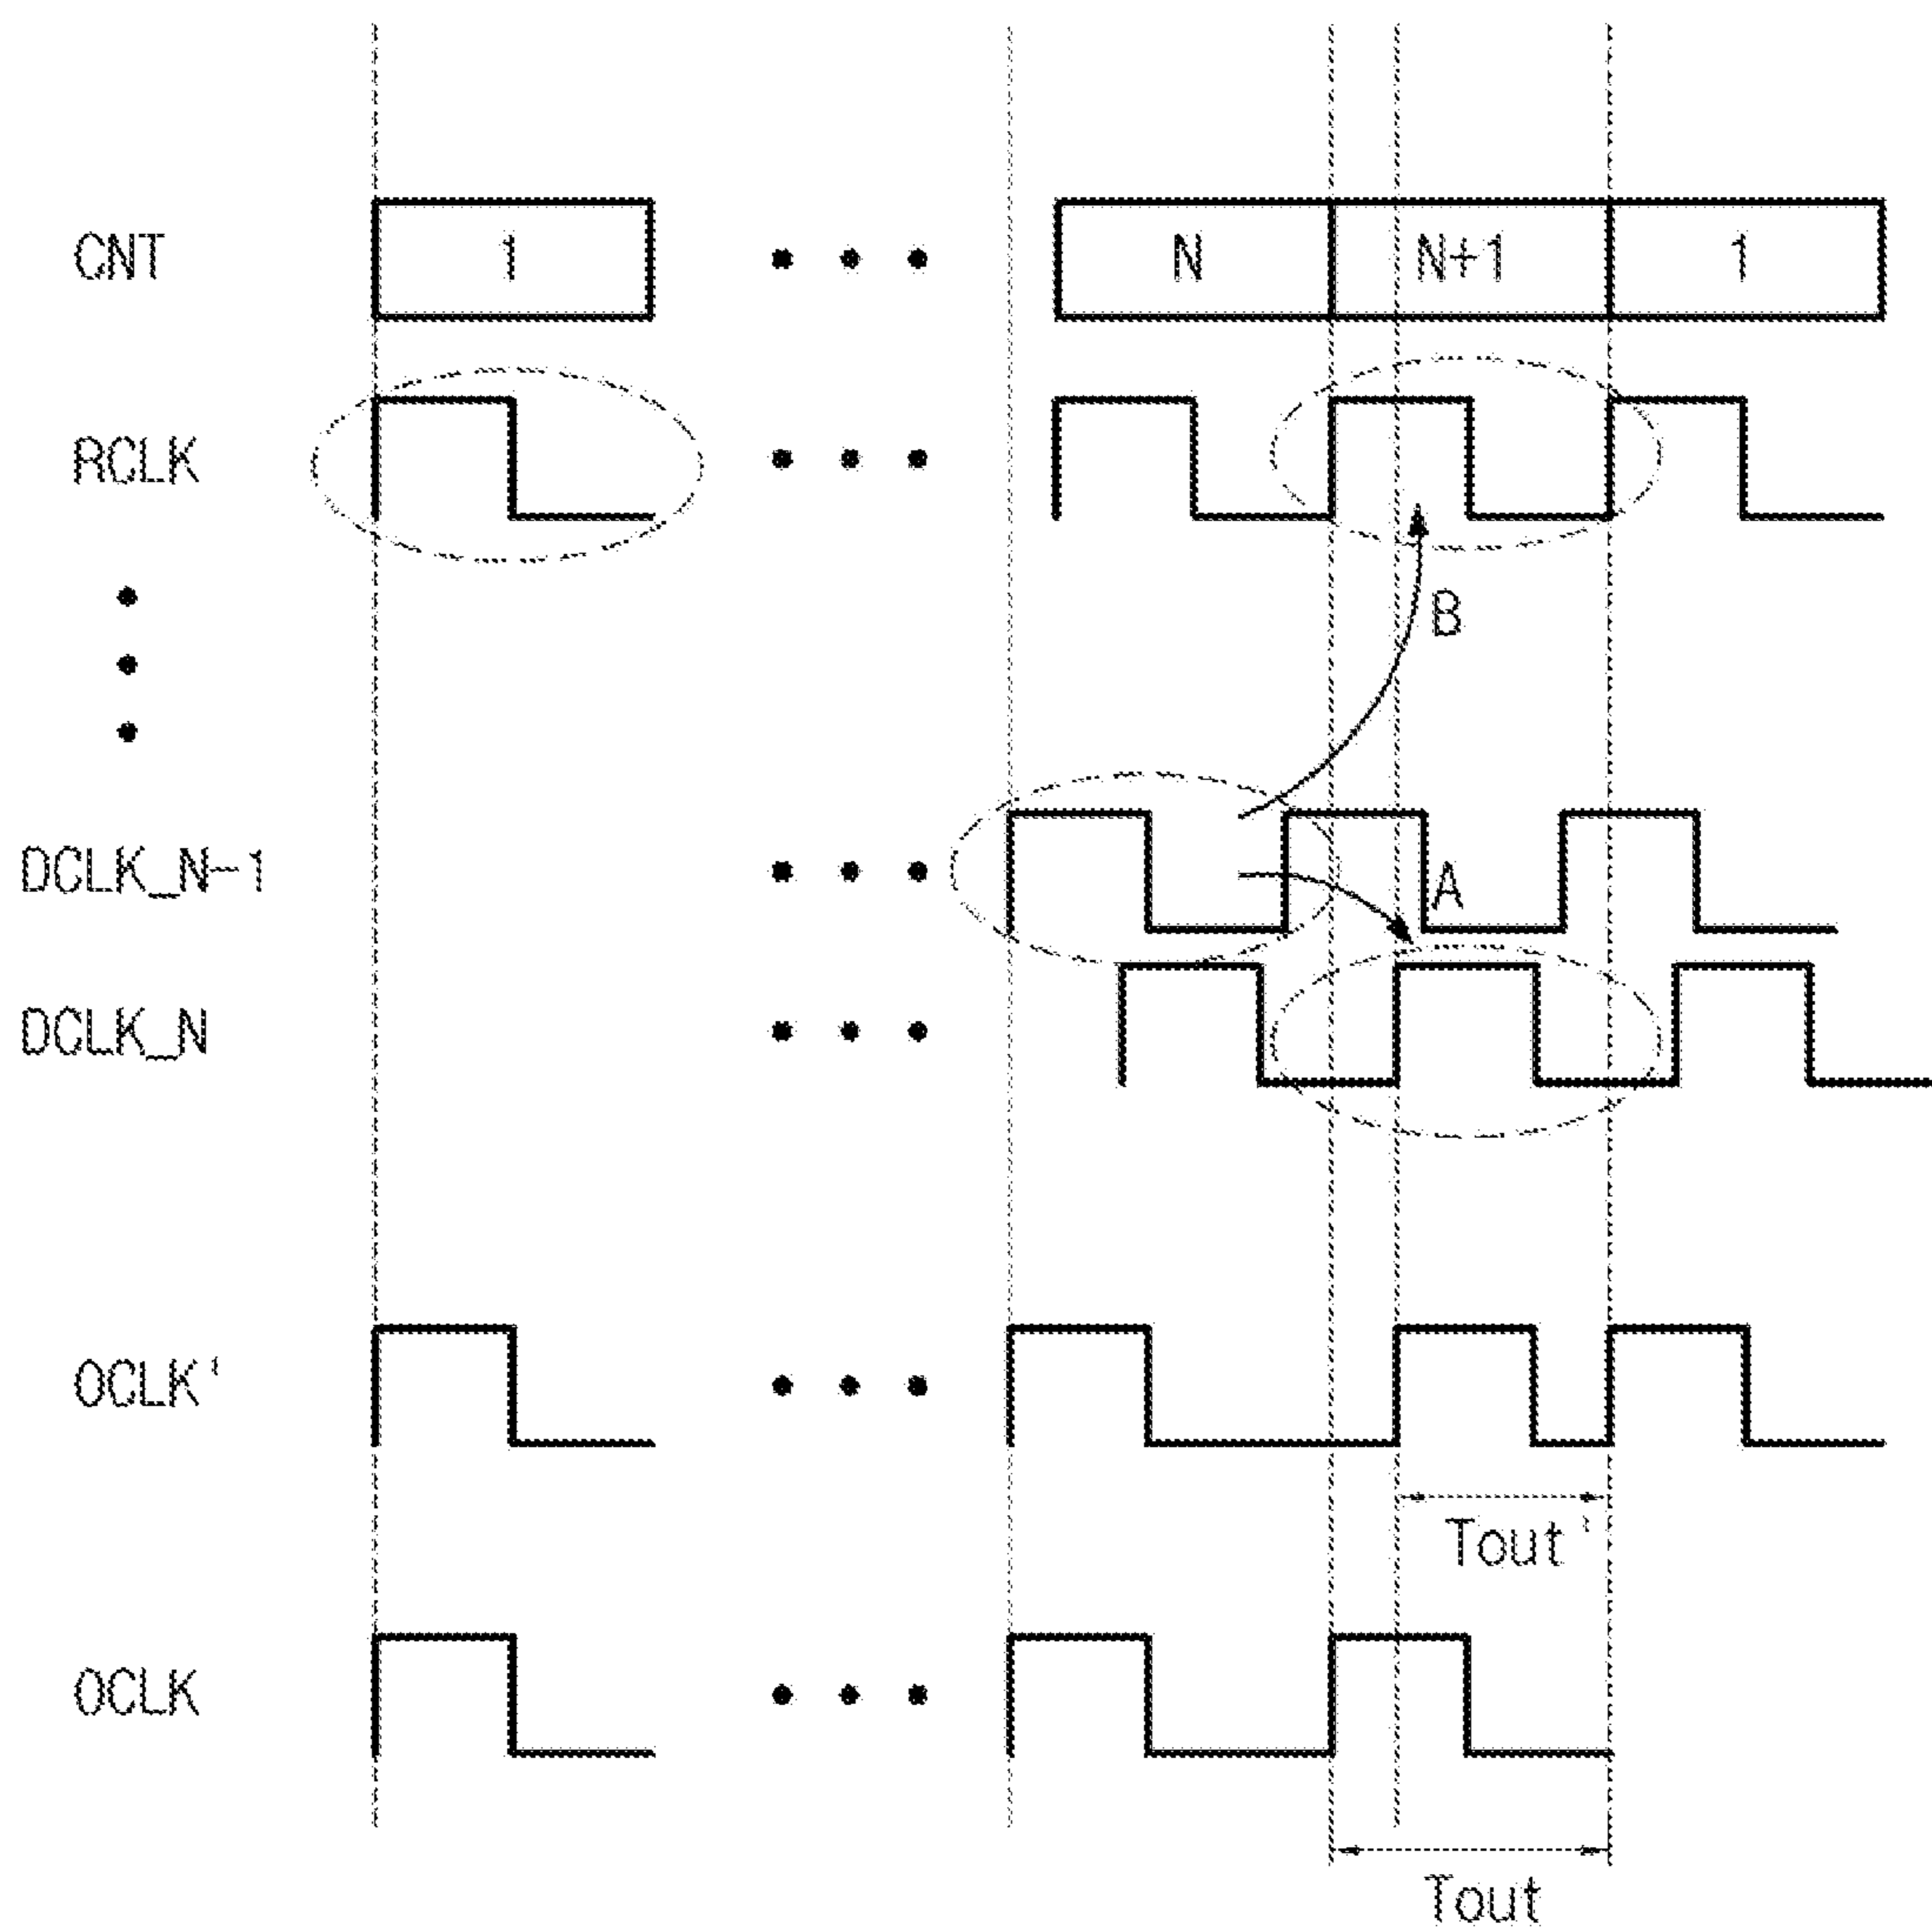 CNT 1 N N+1 1
RCLK
B
DCLK_N-1 A
DCLK_N
OCLK'
Tout'
OCLK
Tout